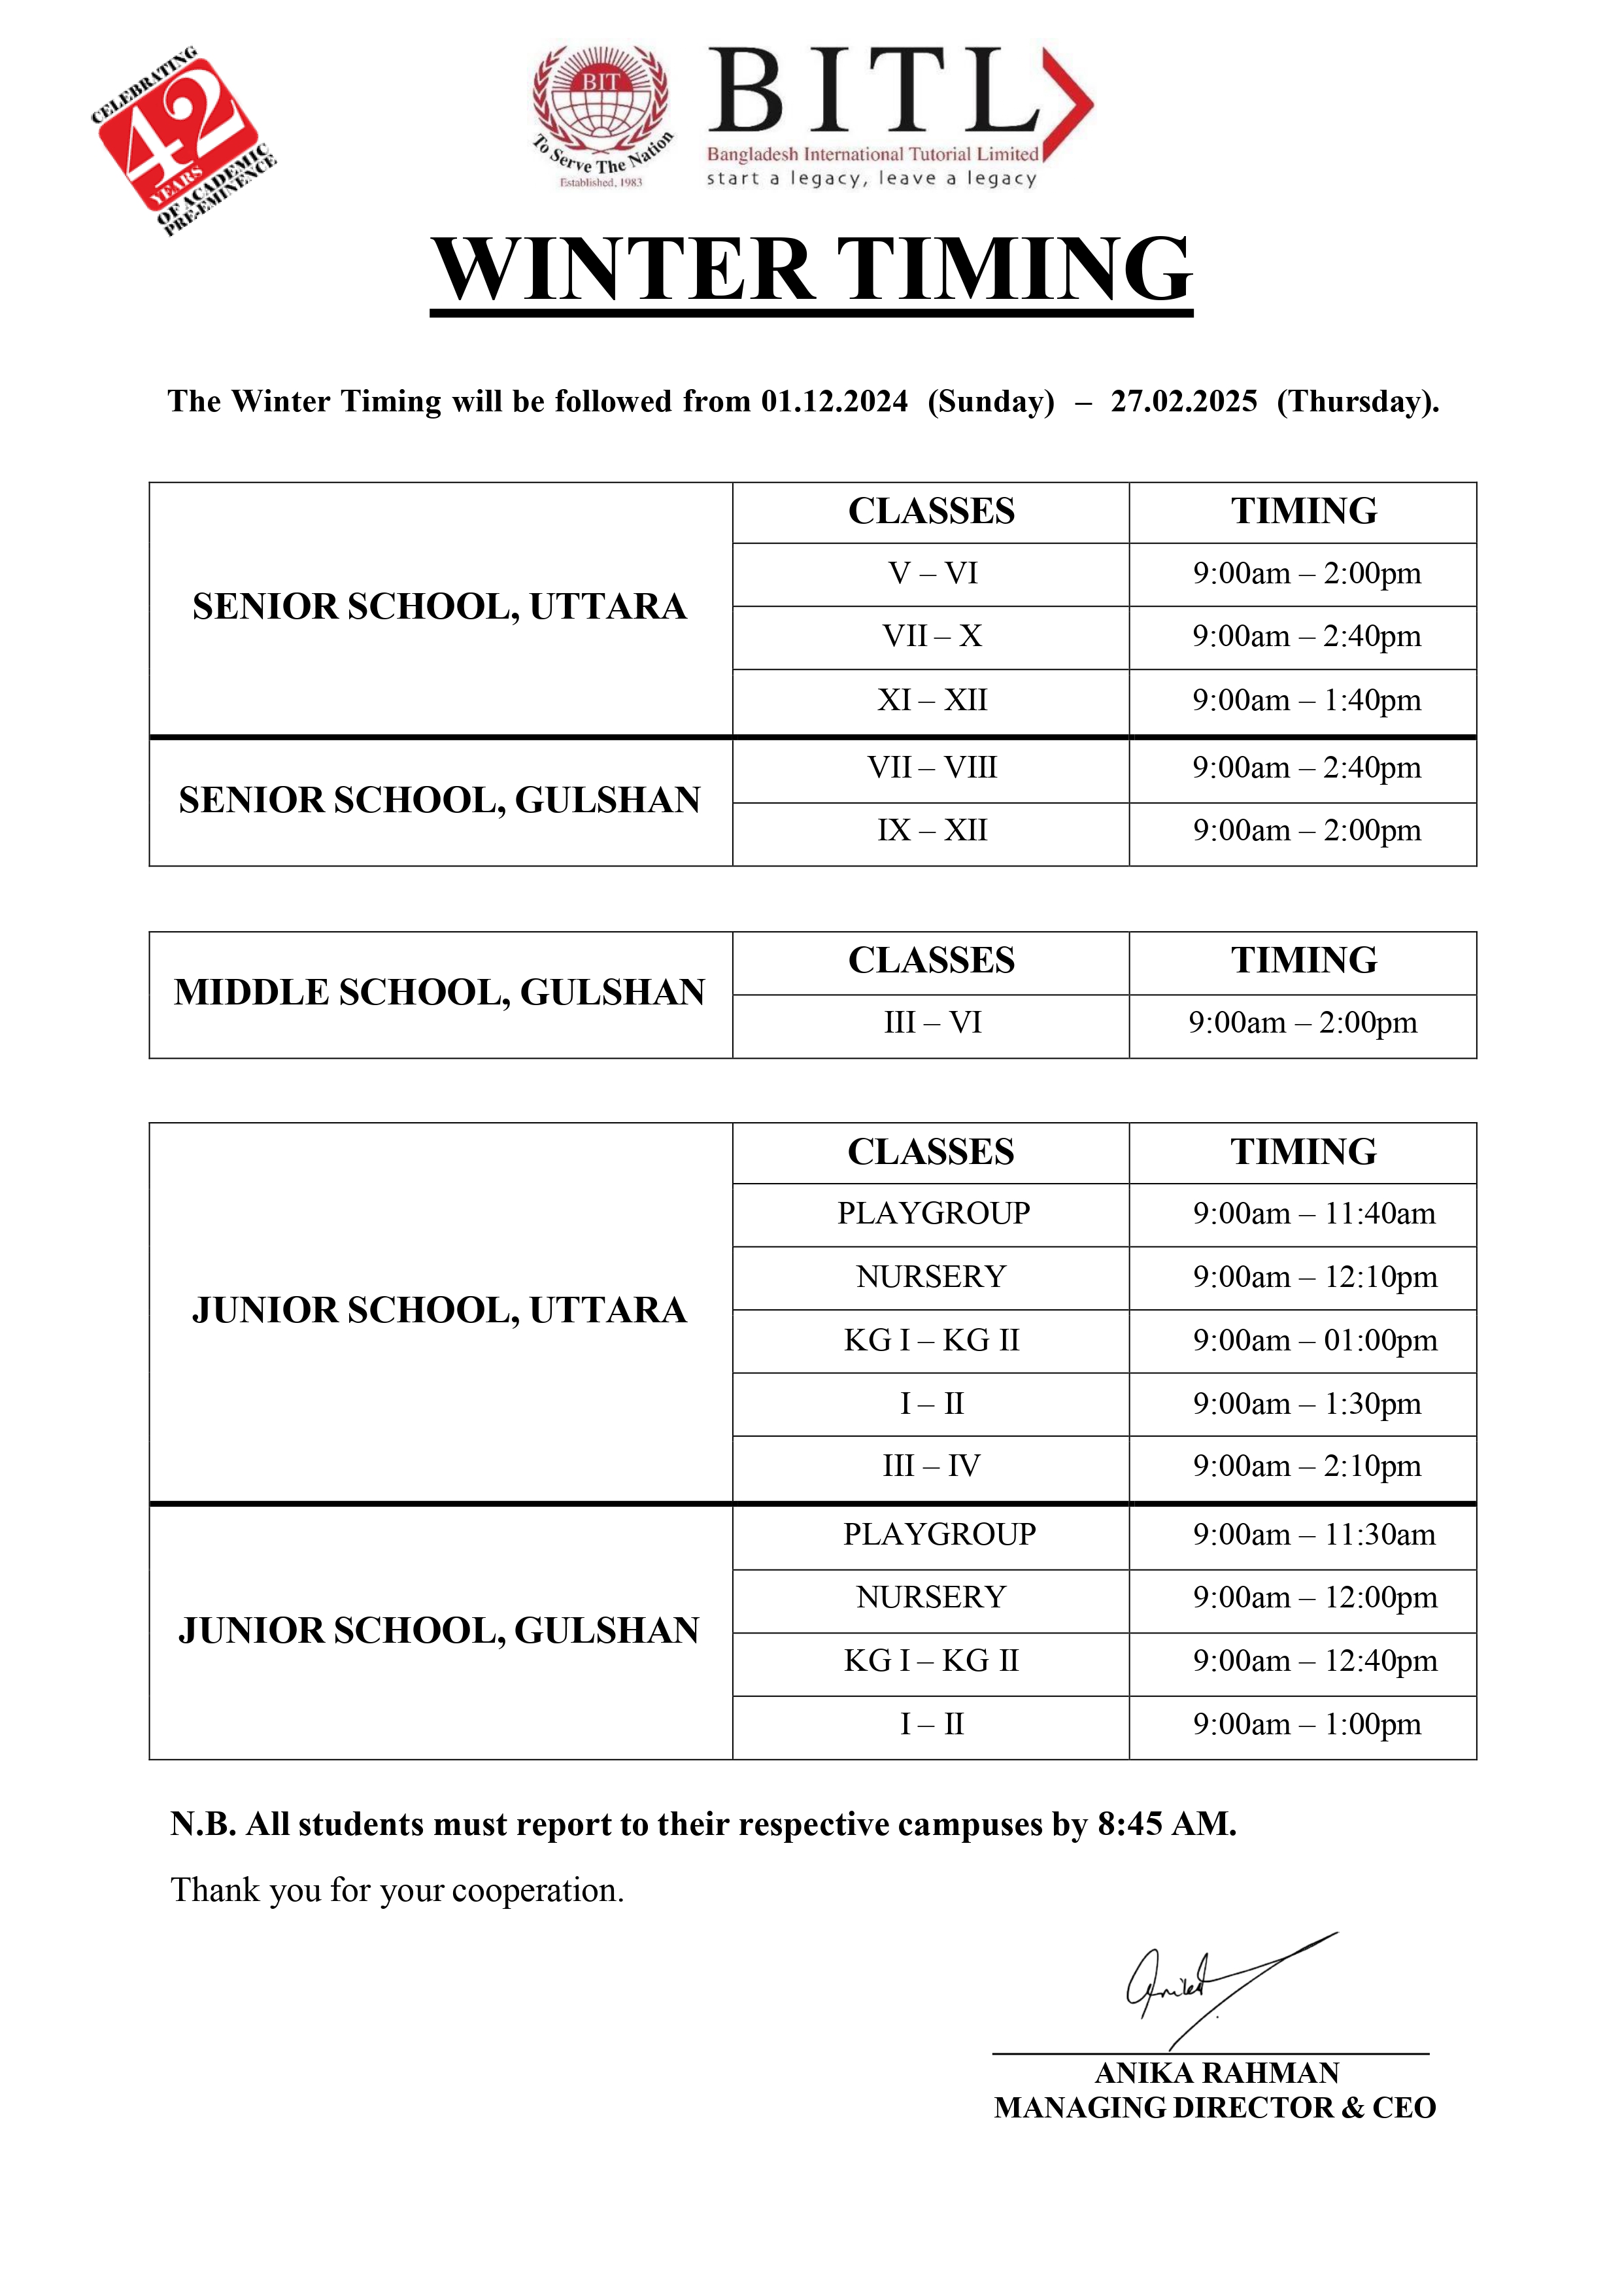 CELEBRATING
42
YEARS
OF ACADEMIC
PRE-EMINENCE
BIT
To Serve The Nation
Established, 1983
BITL
Bangladesh International Tutorial Limited
start a legacy, leave a legacy
WINTER TIMING
The Winter Timing will be followed from 01.12.2024 (Sunday) – 27.02.2025 (Thursday).
SENIOR SCHOOL, UTTARA
CLASSES TIMING
V – VI 9:00am – 2:00pm
VII – X 9:00am – 2:40pm
XI – XII 9:00am – 1:40pm
SENIOR SCHOOL, GULSHAN
VII – VIII 9:00am – 2:40pm
IX – XII 9:00am – 2:00pm
MIDDLE SCHOOL, GULSHAN
CLASSES TIMING
III – VI 9:00am – 2:00pm
JUNIOR SCHOOL, UTTARA
CLASSES TIMING
PLAYGROUP 9:00am – 11:40am
NURSERY 9:00am – 12:10pm
KG I – KG II 9:00am – 01:00pm
I – II 9:00am – 1:30pm
III – IV 9:00am – 2:10pm
JUNIOR SCHOOL, GULSHAN
PLAYGROUP 9:00am – 11:30am
NURSERY 9:00am – 12:00pm
KG I – KG II 9:00am – 12:40pm
I – II 9:00am – 1:00pm
N.B. All students must report to their respective campuses by 8:45 AM.
Thank you for your cooperation.
ANIKA RAHMAN
MANAGING DIRECTOR & CEO